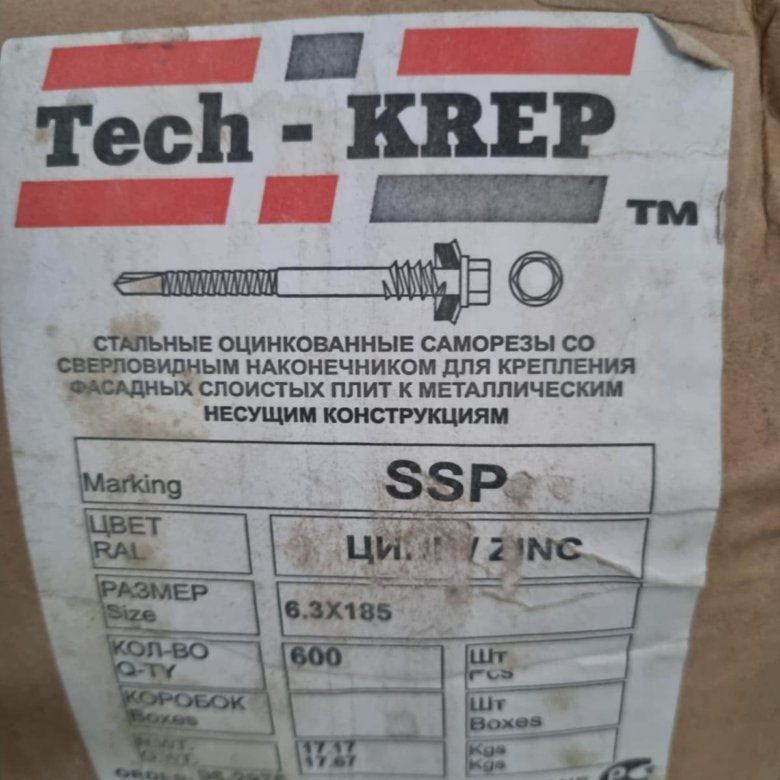 Tech - KREP
TM
СТАЛЬНЫЕ ОЦИНКОВАННЫЕ САМОРЕЗЫ СО
СВЕРЛОВИДНЫМ НАКОНЕЧНИКОМ ДЛЯ КРЕПЛЕНИЯ
ФАСАДНЫХ СЛОИСТЫХ ПЛИТ К МЕТАЛЛИЧЕСКИМ
НЕСУЩИМ КОНСТРУКЦИЯМ
Marking SSP
ЦВЕТ
RAL
/ ZINC
РАЗМЕР
Size
6.3X185
КОЛ-ВО
Q-TY
600
ШТ
PCS
КОРОБОК
Boxes
ШТ
Boxes
17.17
17.67
Kgs
Kgs